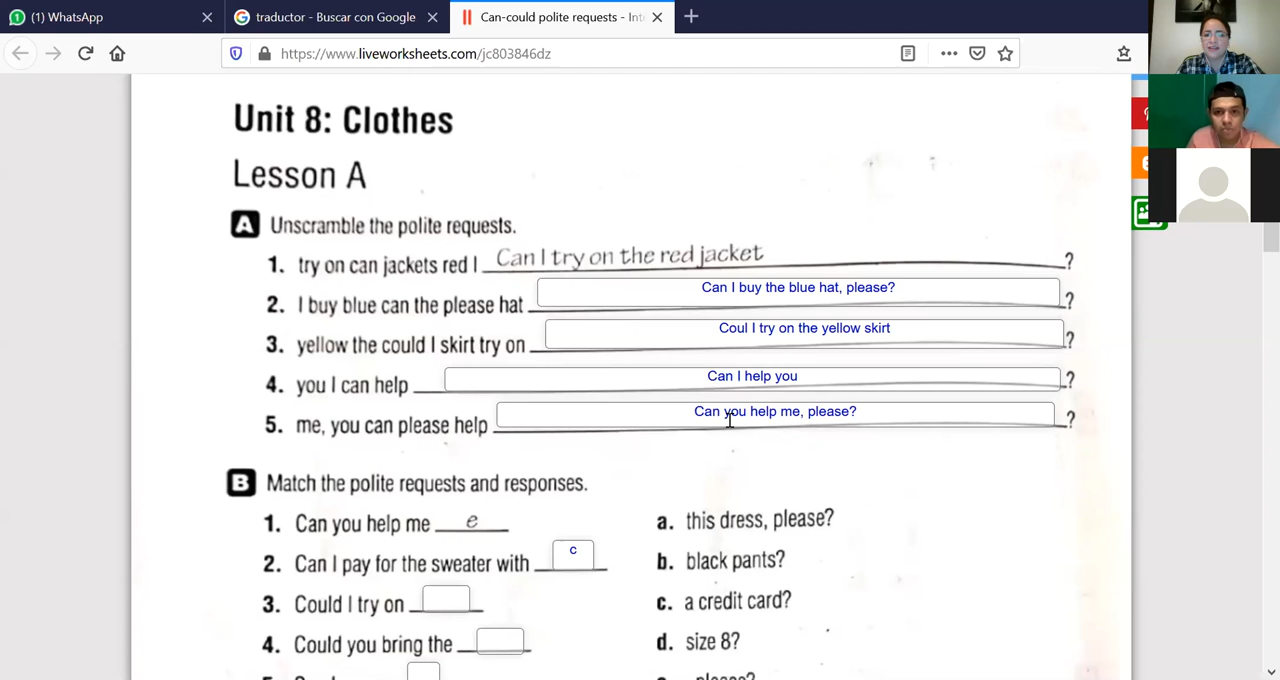 (1) WhatsApp
traductor - Buscar con Google
Can-could polite requests - Int
https://www.liveworksheets.com/jc803846dz
Unit 8: Clothes
Lesson A
A Unscramble the polite requests.
1. try on can jackets red I Can I try on the red jacket ?
2. I buy blue can the please hat Can I buy the blue hat, please? ?
3. yellow the could I skirt try on Coul I try on the yellow skirt ?
4. you I can help Can I help you ?
5. me, you can please help Can you help me, please? ?
B Match the polite requests and responses.
1. Can you help me e
2. Can I pay for the sweater with c
3. Could I try on
4. Could you bring the
a. this dress, please?
b. black pants?
c. a credit card?
d. size 8?
please?